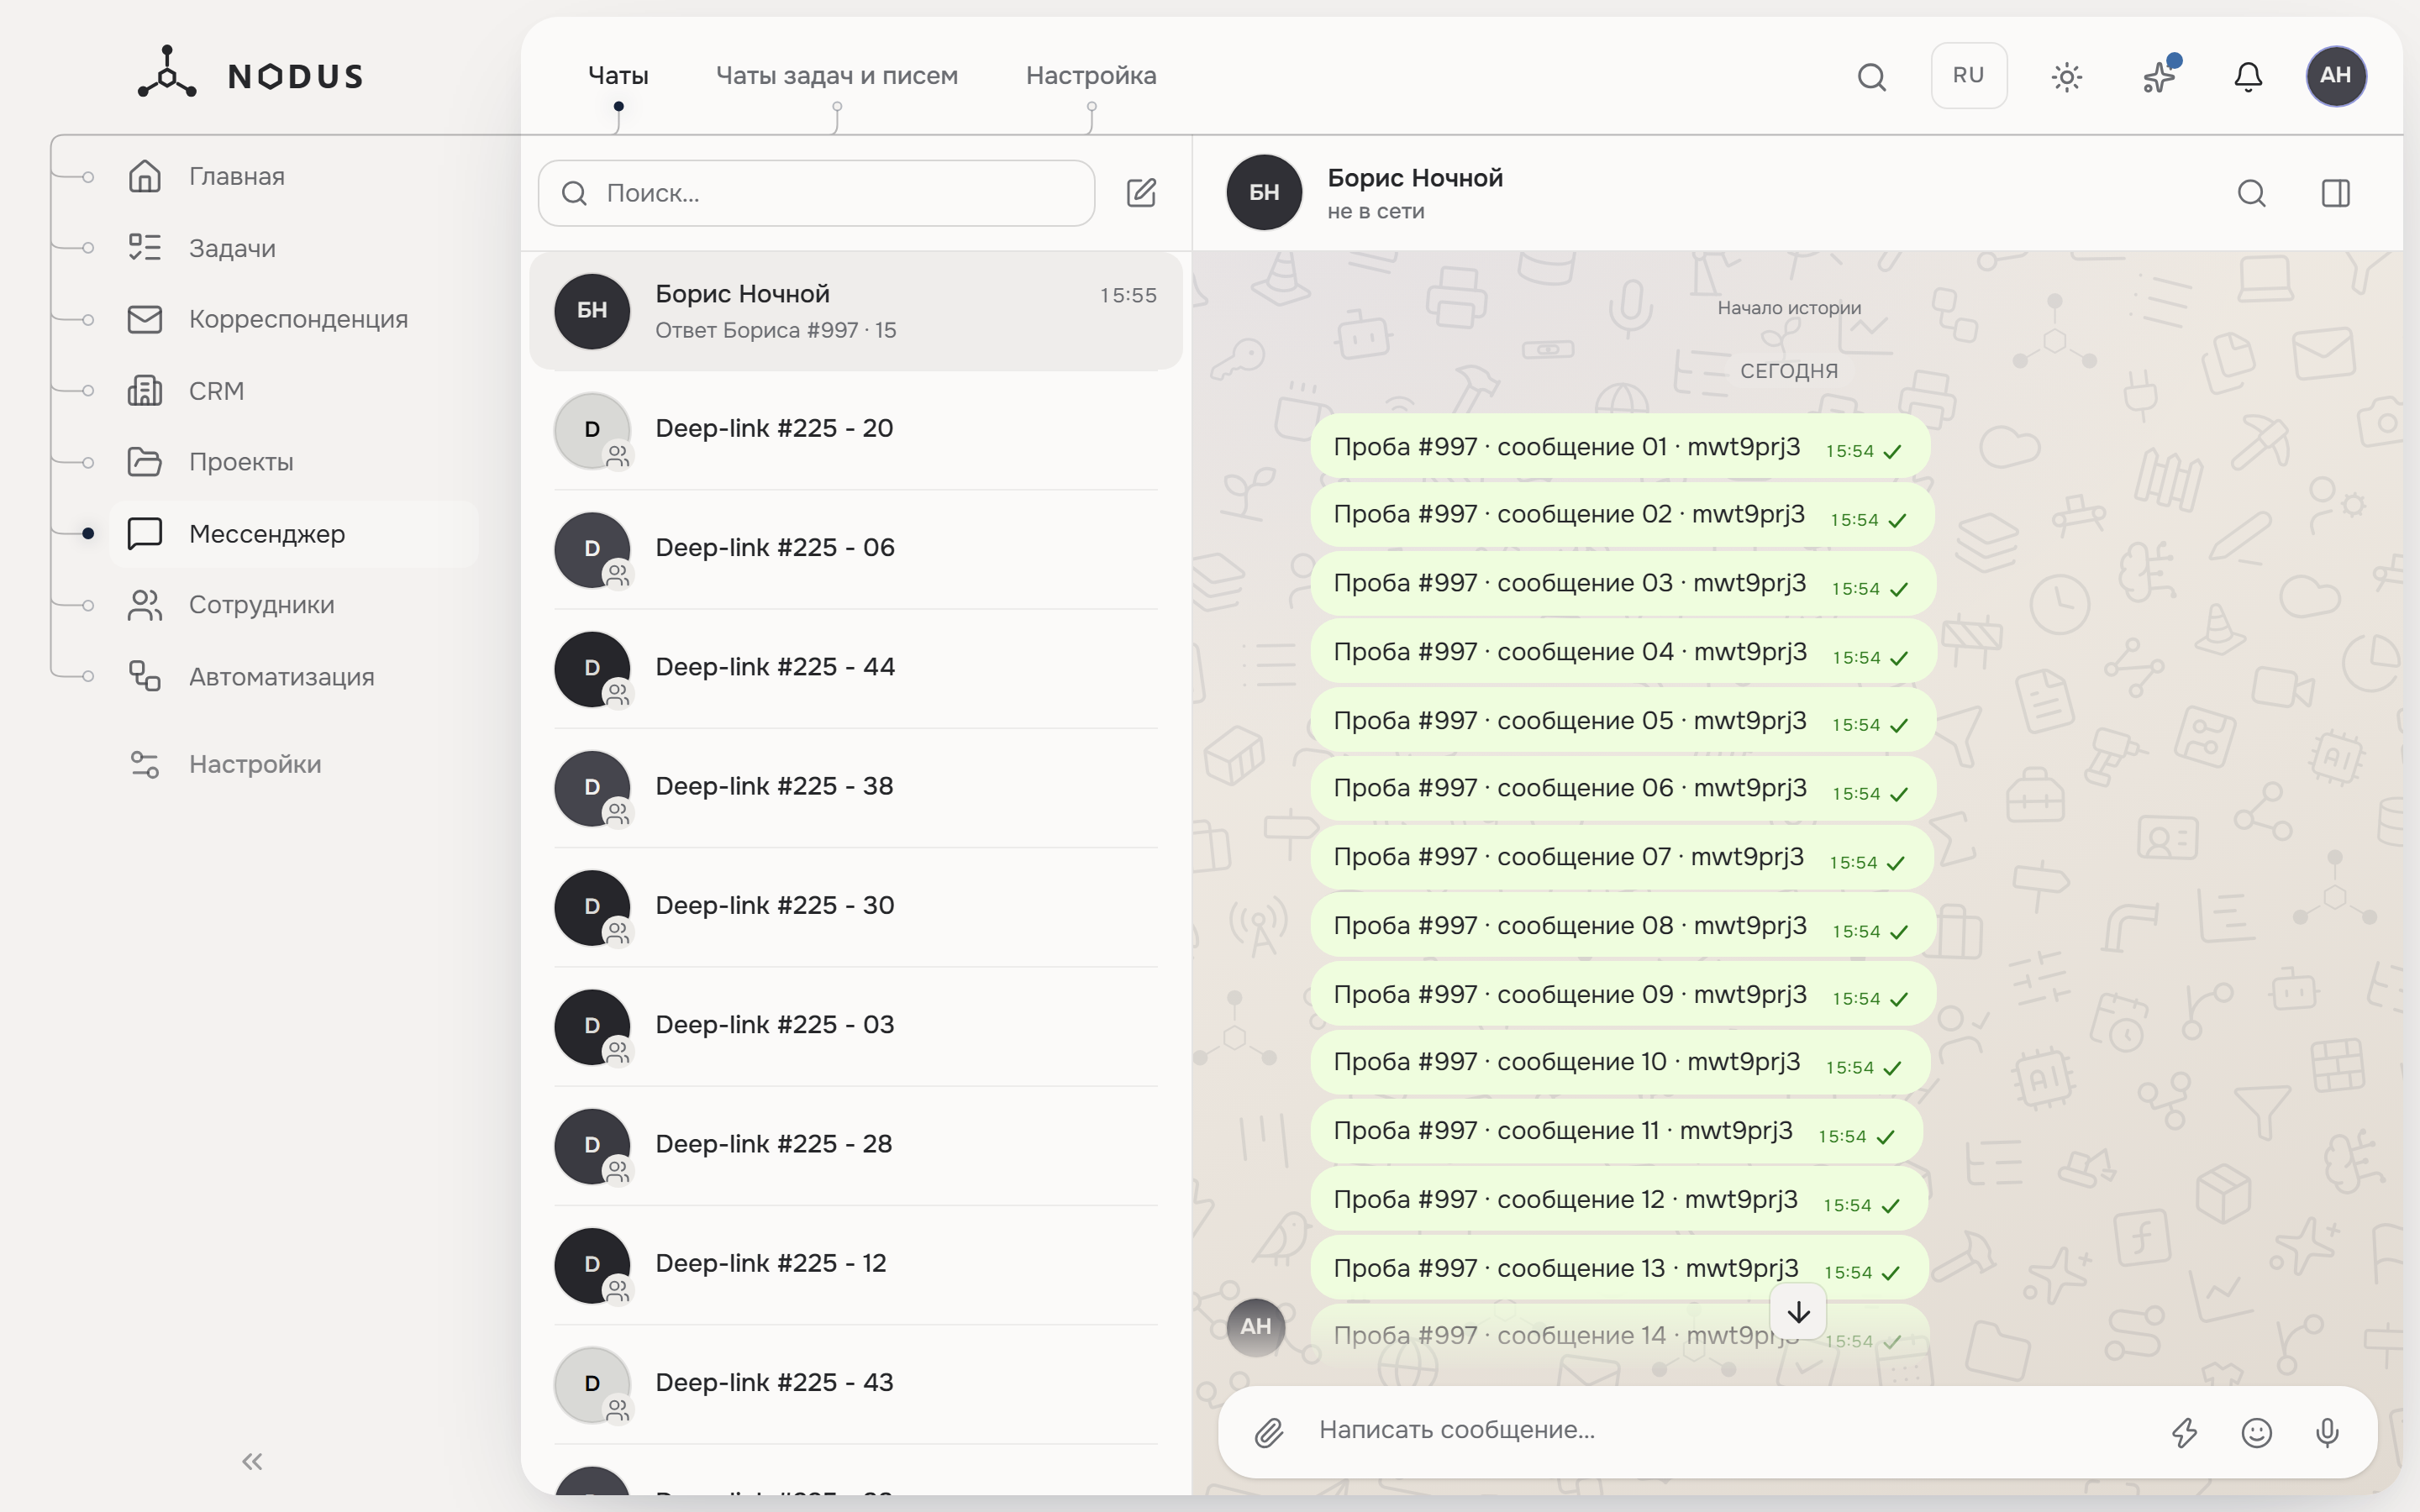 NODUS
Чаты
Чаты задач и писем
Настройка
RU
АН
Главная
Задачи
Корреспонденция
CRM
Проекты
Мессенджер
Сотрудники
Автоматизация
Настройки
Поиск...
БН
Борис Ночной
15:55
Ответ Бориса #997 · 15
D
Deep-link #225 - 20
D
Deep-link #225 - 06
D
Deep-link #225 - 44
D
Deep-link #225 - 38
D
Deep-link #225 - 30
D
Deep-link #225 - 03
D
Deep-link #225 - 28
D
Deep-link #225 - 12
D
Deep-link #225 - 43
БН
Борис Ночной
не в сети
Начало истории
СЕГОДНЯ
Проба #997 · сообщение 01 · mwt9prj3 15:54
Проба #997 · сообщение 02 · mwt9prj3 15:54
Проба #997 · сообщение 03 · mwt9prj3 15:54
Проба #997 · сообщение 04 · mwt9prj3 15:54
Проба #997 · сообщение 05 · mwt9prj3 15:54
Проба #997 · сообщение 06 · mwt9prj3 15:54
Проба #997 · сообщение 07 · mwt9prj3 15:54
Проба #997 · сообщение 08 · mwt9prj3 15:54
Проба #997 · сообщение 09 · mwt9prj3 15:54
Проба #997 · сообщение 10 · mwt9prj3 15:54
Проба #997 · сообщение 11 · mwt9prj3 15:54
Проба #997 · сообщение 12 · mwt9prj3 15:54
Проба #997 · сообщение 13 · mwt9prj3 15:54
АН
Проба #997 · сообщение 14 · mwt9prj3 15:54
Написать сообщение...